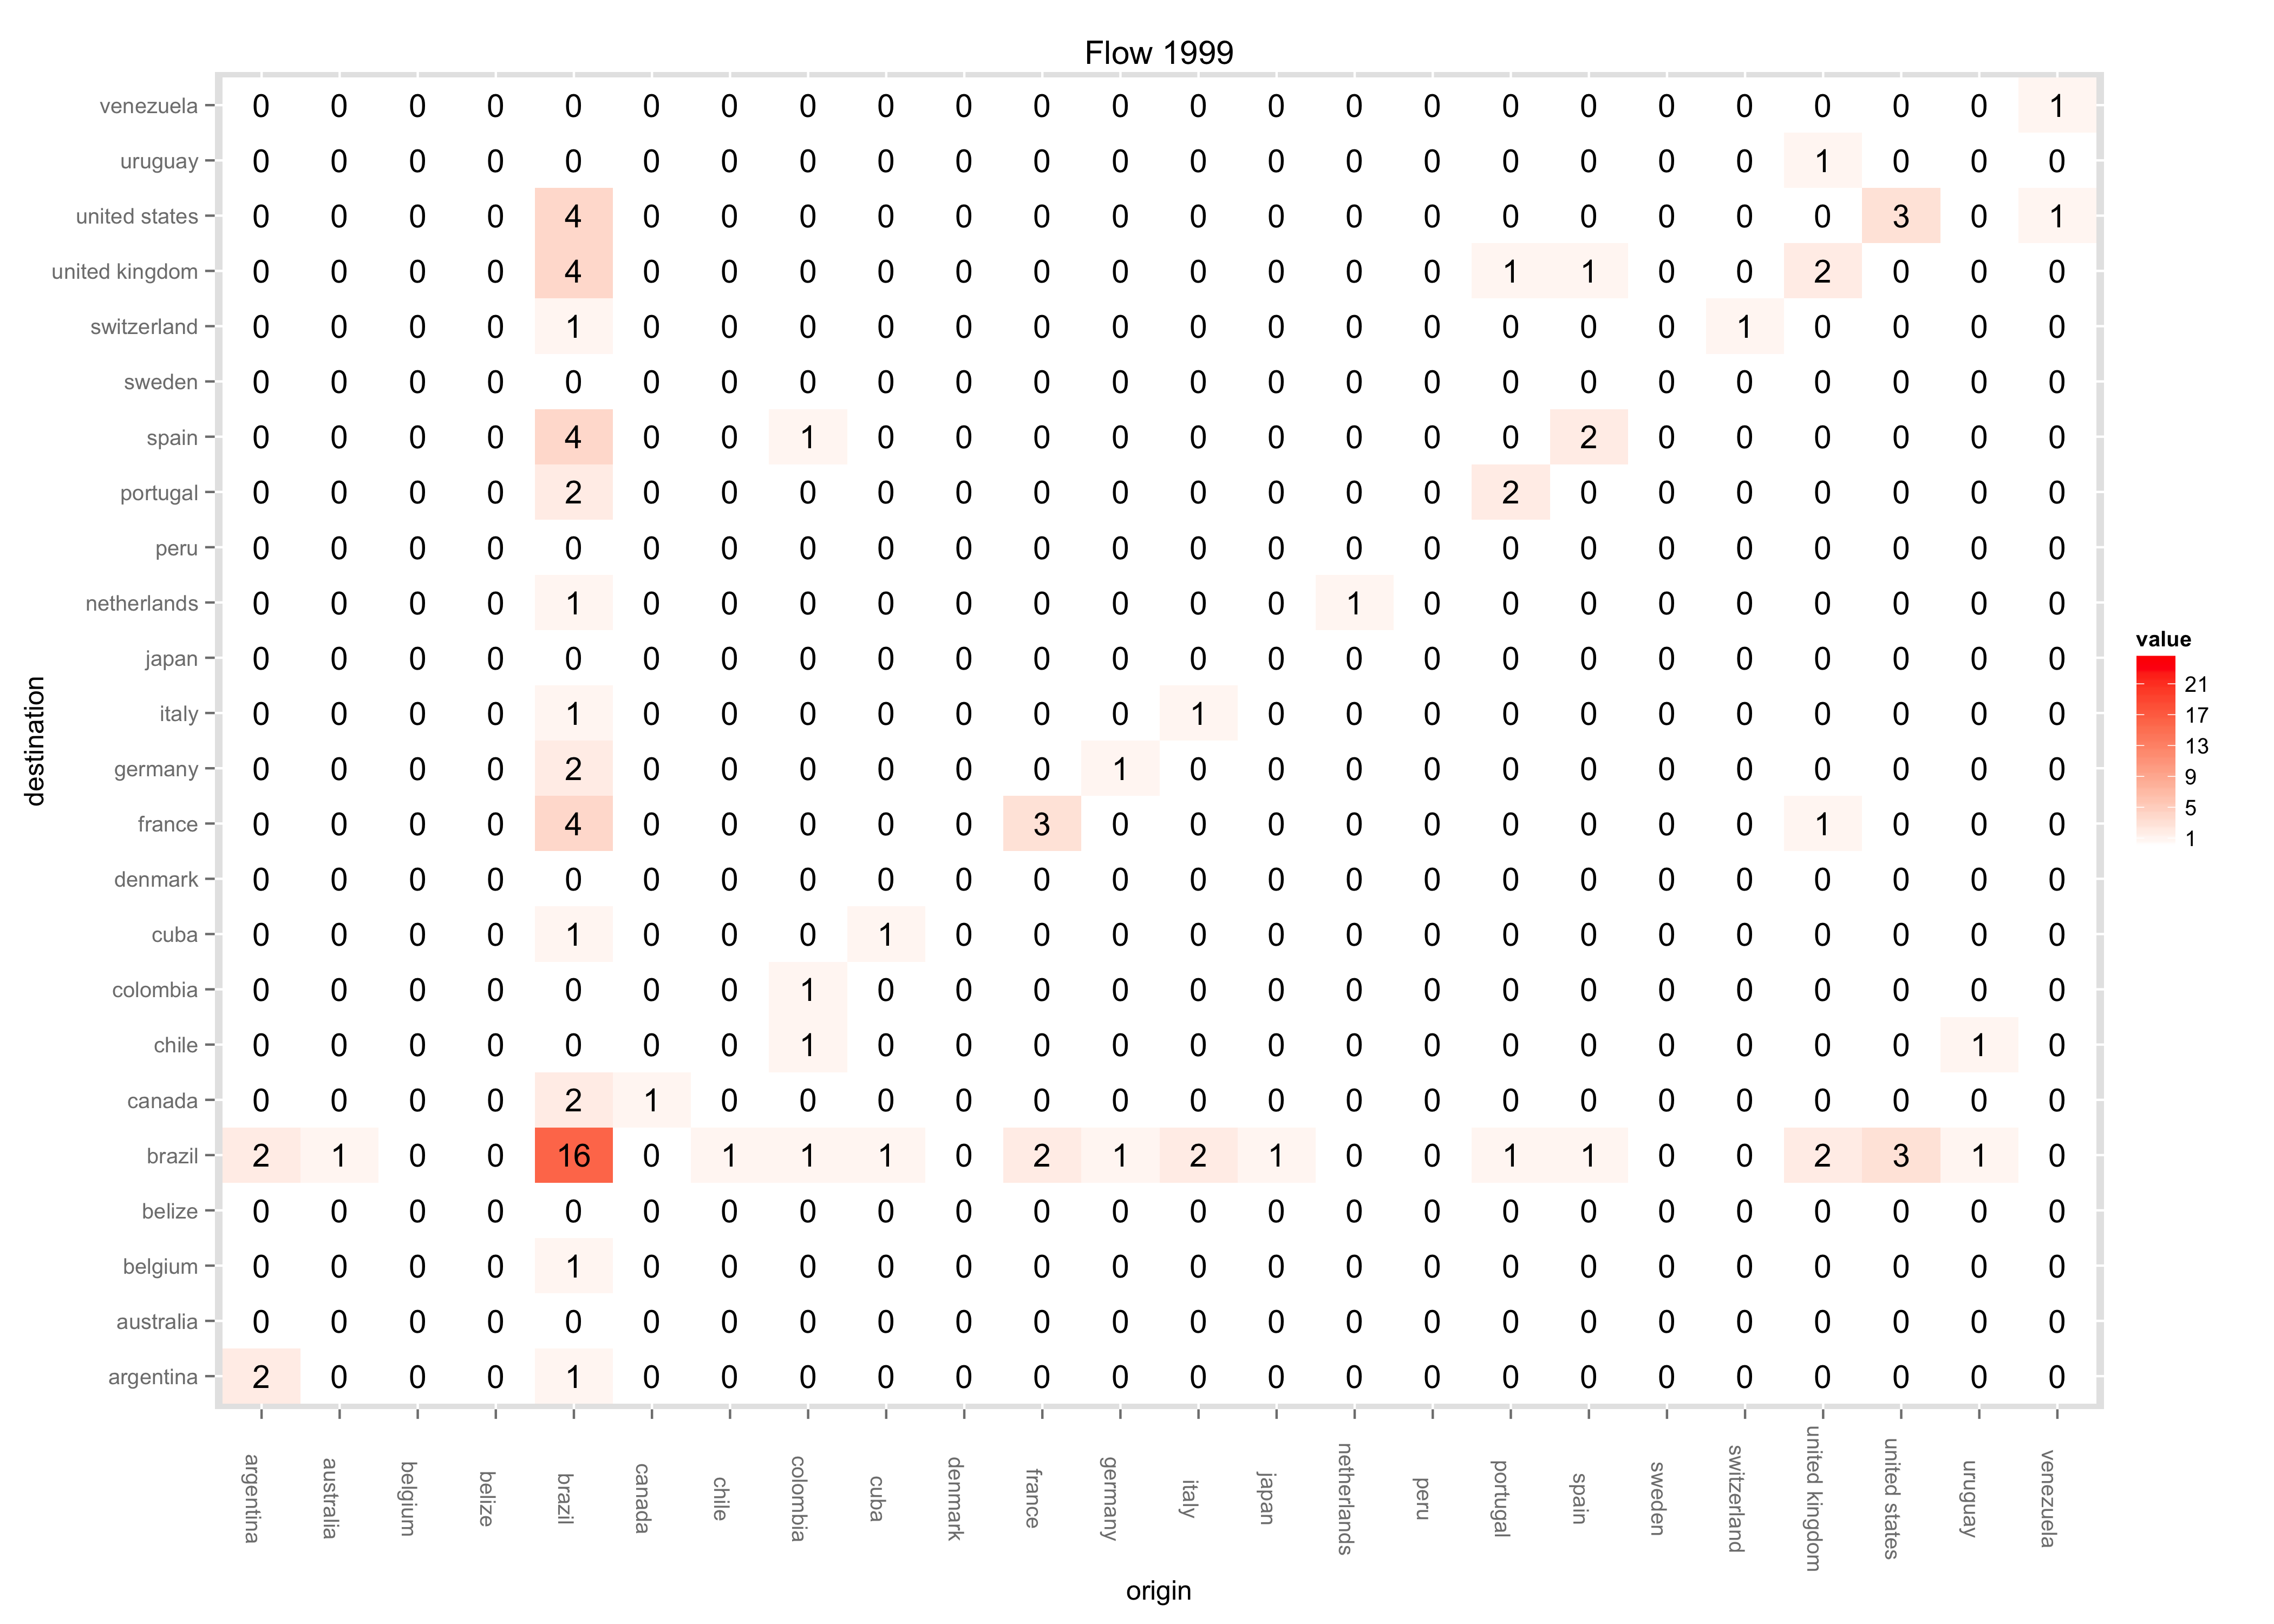 Flow 1999
venezuela 0 0 0 0 0 0 0 0 0 0 0 0 0 0 0 0 0 0 0 0 0 0 0 1
uruguay 0 0 0 0 0 0 0 0 0 0 0 0 0 0 0 0 0 0 0 0 1 0 0 0
united states 0 0 0 0 4 0 0 0 0 0 0 0 0 0 0 0 0 0 0 0 0 3 0 1
united kingdom 0 0 0 0 4 0 0 0 0 0 0 0 0 0 0 0 1 1 0 0 2 0 0 0
switzerland 0 0 0 0 1 0 0 0 0 0 0 0 0 0 0 0 0 0 0 1 0 0 0 0
sweden 0 0 0 0 0 0 0 0 0 0 0 0 0 0 0 0 0 0 0 0 0 0 0 0
spain 0 0 0 0 4 0 0 1 0 0 0 0 0 0 0 0 0 2 0 0 0 0 0 0
portugal 0 0 0 0 2 0 0 0 0 0 0 0 0 0 0 0 2 0 0 0 0 0 0 0
peru 0 0 0 0 0 0 0 0 0 0 0 0 0 0 0 0 0 0 0 0 0 0 0 0
netherlands 0 0 0 0 1 0 0 0 0 0 0 0 0 0 1 0 0 0 0 0 0 0 0 0
japan 0 0 0 0 0 0 0 0 0 0 0 0 0 0 0 0 0 0 0 0 0 0 0 0
italy 0 0 0 0 1 0 0 0 0 0 0 0 1 0 0 0 0 0 0 0 0 0 0 0
germany 0 0 0 0 2 0 0 0 0 0 0 1 0 0 0 0 0 0 0 0 0 0 0 0
france 0 0 0 0 4 0 0 0 0 0 3 0 0 0 0 0 0 0 0 0 1 0 0 0
denmark 0 0 0 0 0 0 0 0 0 0 0 0 0 0 0 0 0 0 0 0 0 0 0 0
cuba 0 0 0 0 1 0 0 0 1 0 0 0 0 0 0 0 0 0 0 0 0 0 0 0
colombia 0 0 0 0 0 0 0 1 0 0 0 0 0 0 0 0 0 0 0 0 0 0 0 0
chile 0 0 0 0 0 0 0 1 0 0 0 0 0 0 0 0 0 0 0 0 0 0 1 0
canada 0 0 0 0 2 1 0 0 0 0 0 0 0 0 0 0 0 0 0 0 0 0 0 0
brazil 2 1 0 0 16 0 1 1 1 0 2 1 2 1 0 0 1 1 0 0 2 3 1 0
belize 0 0 0 0 0 0 0 0 0 0 0 0 0 0 0 0 0 0 0 0 0 0 0 0
belgium 0 0 0 0 1 0 0 0 0 0 0 0 0 0 0 0 0 0 0 0 0 0 0 0
australia 0 0 0 0 0 0 0 0 0 0 0 0 0 0 0 0 0 0 0 0 0 0 0 0
argentina 2 0 0 0 1 0 0 0 0 0 0 0 0 0 0 0 0 0 0 0 0 0 0 0
argentina australia belgium belize brazil canada chile colombia cuba denmark france germany italy japan netherlands peru portugal spain sweden switzerland united kingdom united states uruguay venezuela
origin
destination
value
21
17
13
9
5
1